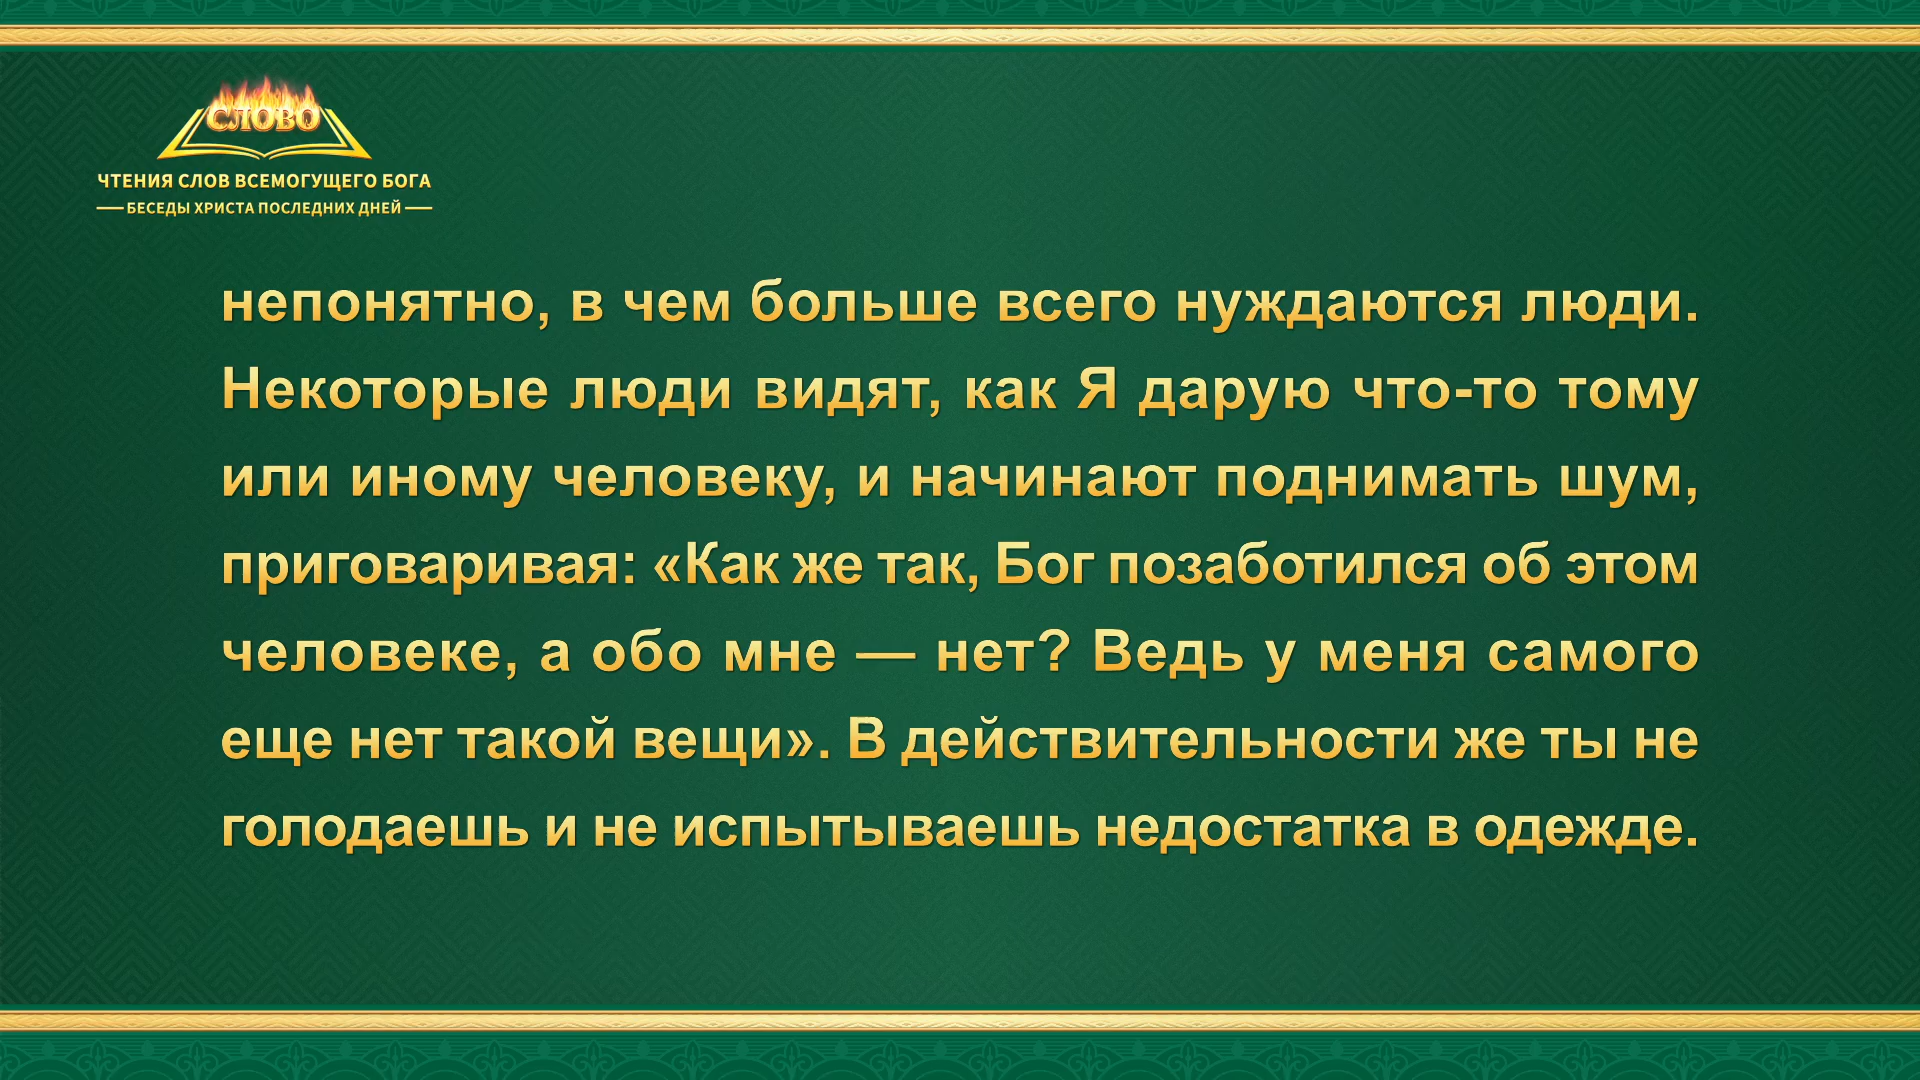 СЛОВО
ЧТЕНИЯ СЛОВ ВСЕМОГУЩЕГО БОГА
БЕСЕДЫ ХРИСТА ПОСЛЕДНИХ ДНЕЙ
непонятно, в чем больше всего нуждаются люди.
Некоторые люди видят, как Я дарую что-то тому
или иному человеку, и начинают поднимать шум,
приговаривая: «Как же так, Бог позаботился об этом
человеке, а обо мне — нет? Ведь у меня самого
еще нет такой вещи». В действительности же ты не
голодаешь и не испытываешь недостатка в одежде.